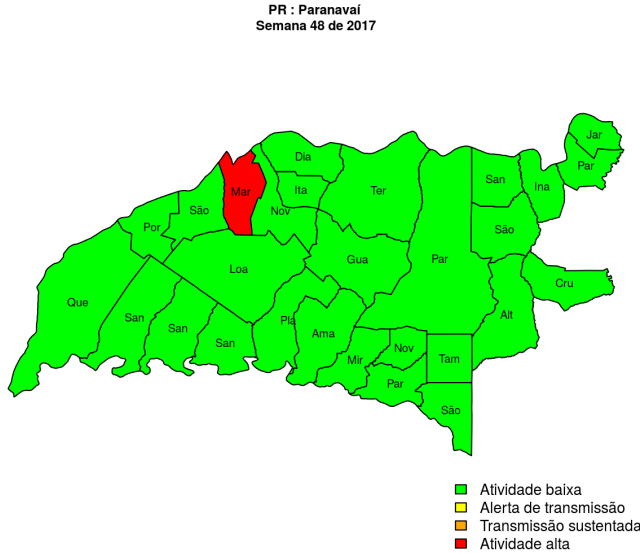 PR : Paranavaí
Semana 48 de 2017
Jar
Dia
Par
San
Ina
Mar
Ita
Ter
São
Nov
Por
São
Gua
Par
Loa
Cru
Que
Alt
San
Pla
San
Ama
San
Nov
Mir
Tam
Par
São
Atividade baixa
Alerta de transmissão
Transmissão sustentada
Atividade alta